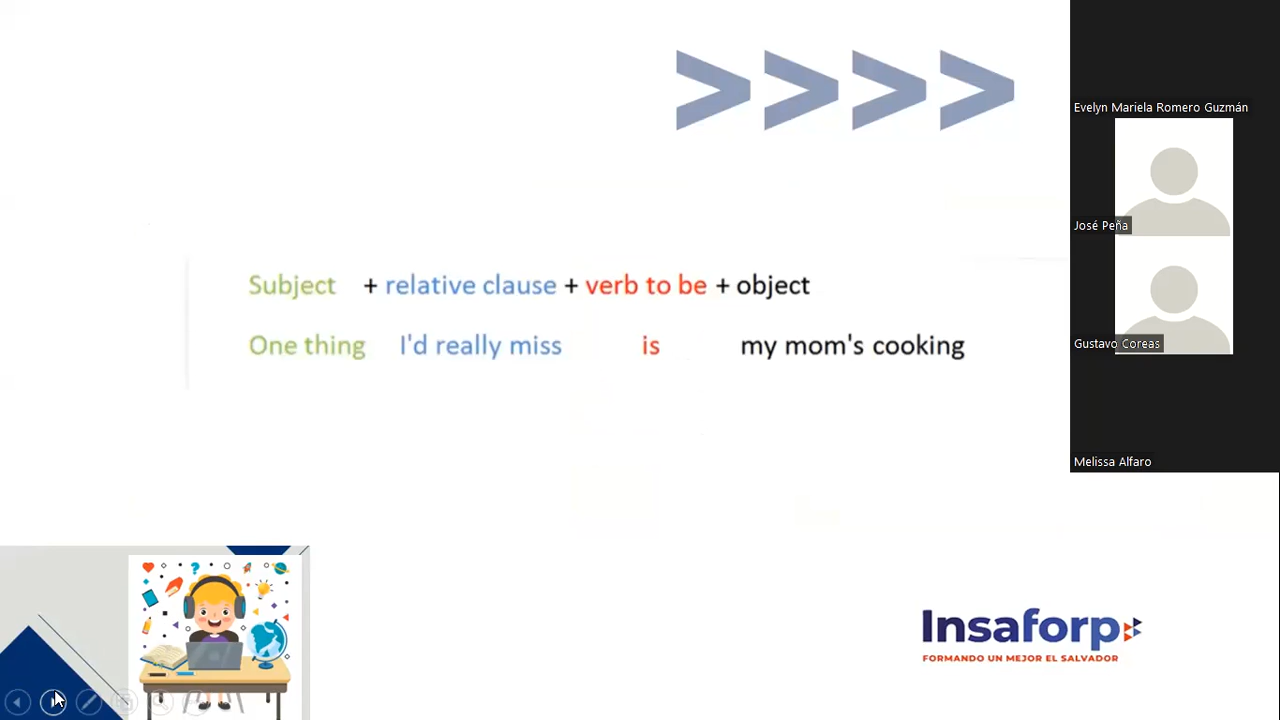 >>>>
Subject + relative clause + verb to be + object
One thing I'd really miss is my mom's cooking
Insaforp
FORMANDO UN MEJOR EL SALVADOR
Evelyn Mariela Romero Guzmán
José Peña
Gustavo Coreas
Melissa Alfaro